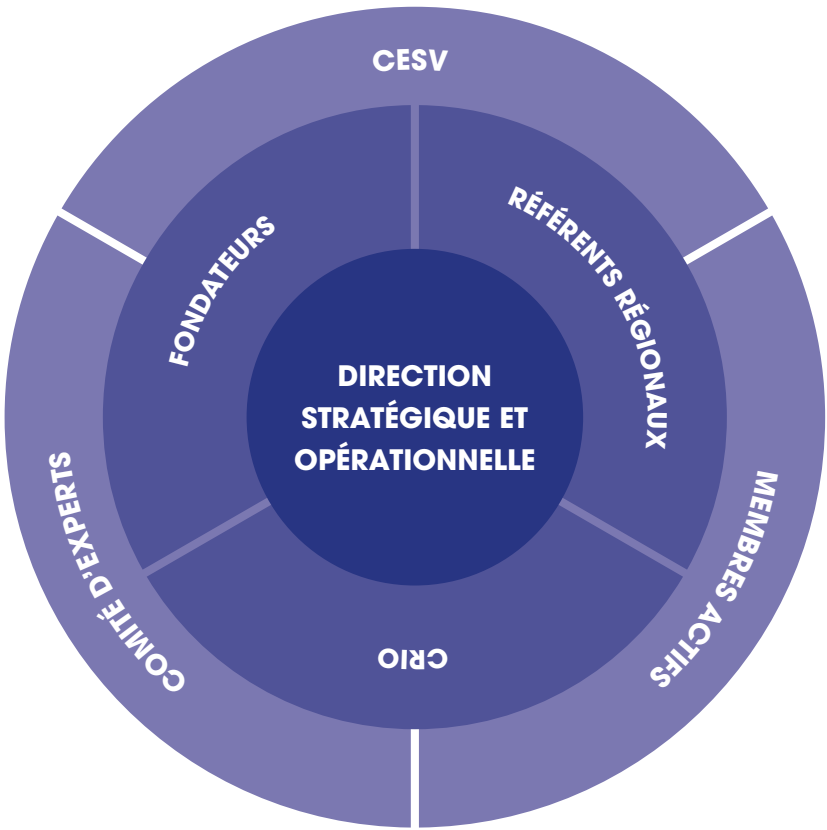 CESV
FONDATEURS
RÉFÉRENTS RÉGIONAUX
DIRECTION
STRATÉGIQUE ET
OPÉRATIONNELLE
COMITÉ D'EXPERTS
MEMBRES ACTIFS
CRIO